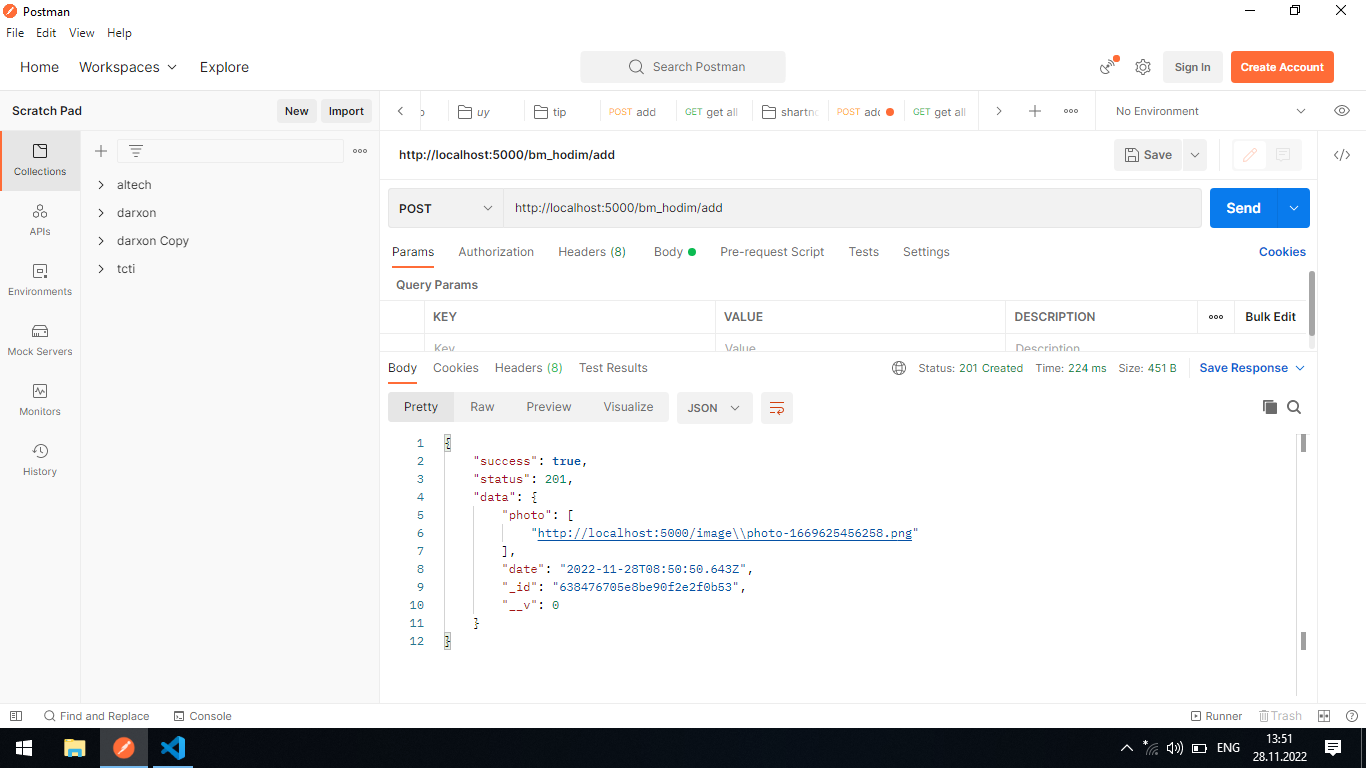 Postman
File Edit View Help
Home Workspaces Explore
Search Postman
Sign In
Create Account
Scratch Pad
New
Import
uy
tip
POST add
GET get all
shartno
POST add
GET get all
No Environment
Collections
APIs
Environments
Mock Servers
Monitors
History
altech
darxon
darxon Copy
tcti
http://localhost:5000/bm_hodim/add
Save
POST
http://localhost:5000/bm_hodim/add
Send
Params Authorization Headers (8) Body Pre-request Script Tests Settings
Cookies
Query Params
KEY VALUE DESCRIPTION
Bulk Edit
Key Value Description
Body Cookies Headers (8) Test Results
Status: 201 Created Time: 224 ms Size: 451 B
Save Response
Pretty Raw Preview Visualize JSON
1 {
2 "success": true,
3 "status": 201,
4 "data": {
5 "photo": [
6 "http://localhost:5000/image\\photo-1669625456258.png"
7 ],
8 "date": "2022-11-28T08:50:50.643Z",
9 "_id": "638476705e8be90f2e2f0b53",
10 "__v": 0
11 }
12 }
Find and Replace
Console
Runner
Trash
ENG
13:51
28.11.2022